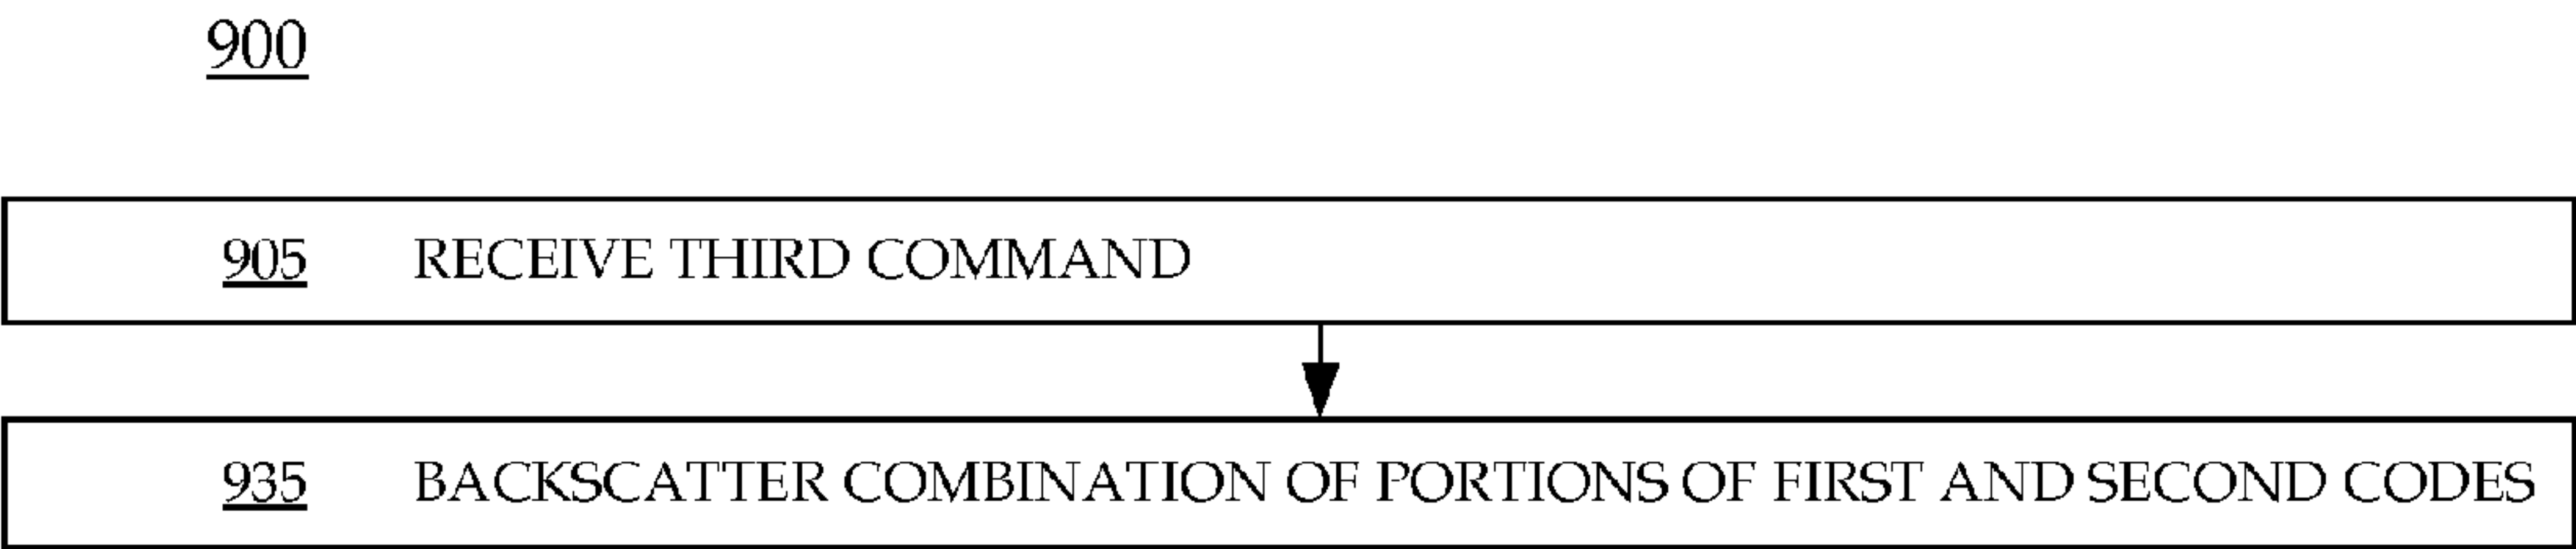 900
905 RECEIVE THIRD COMMAND
935 BACKSCATTER COMBINATION OF PORTIONS OF FIRST AND SECOND CODES